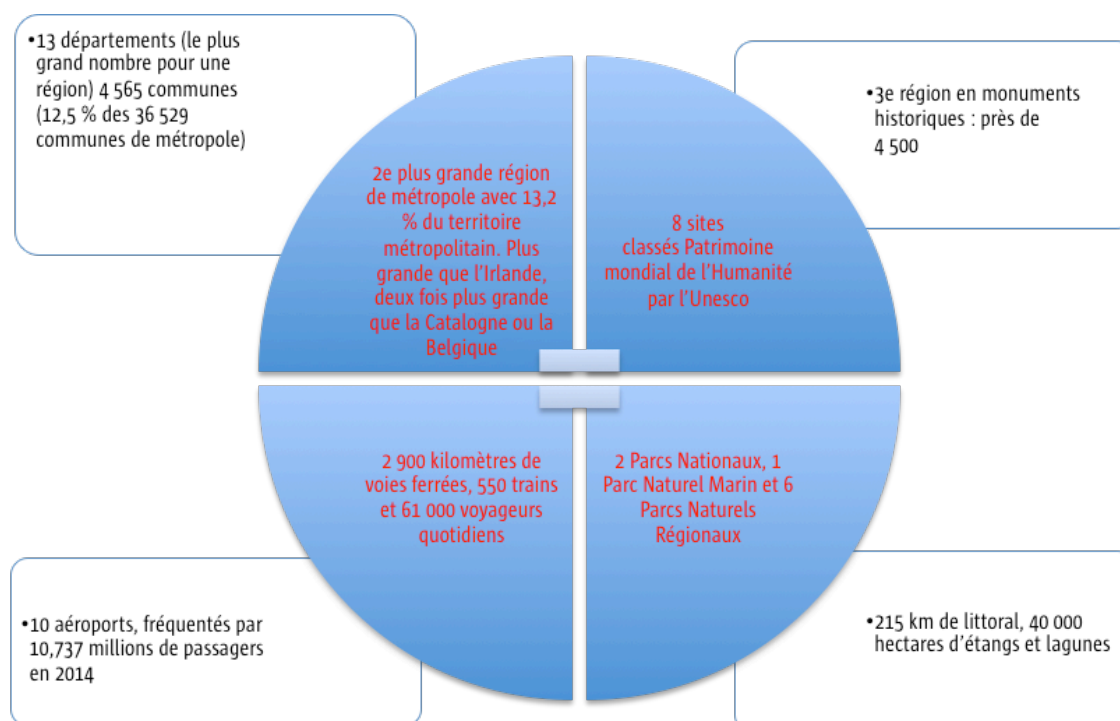 •13 départements (le plus
grand nombre pour une
région) 4 565 communes
(12,5 % des 36 529
communes de métropole)
•3e région en monuments
historiques : près de
4 500
2e plus grande région
de métropole avec 13,2
% du territoire
métropolitain. Plus
grande que l'Irlande,
deux fois plus grande
que la Catalogne ou la
Belgique
8 sites
classés Patrimoine
mondial de l'Humanité
par l'Unesco
2 900 kilomètres de
voies ferrées, 550 trains
et 61 000 voyageurs
quotidiens
2 Parcs Nationaux, 1
Parc Naturel Marin et 6
Parcs Naturels
Régionaux
•10 aéroports, fréquentés par
10,737 millions de passagers
en 2014
•215 km de littoral, 40 000
hectares d'étangs et lagunes